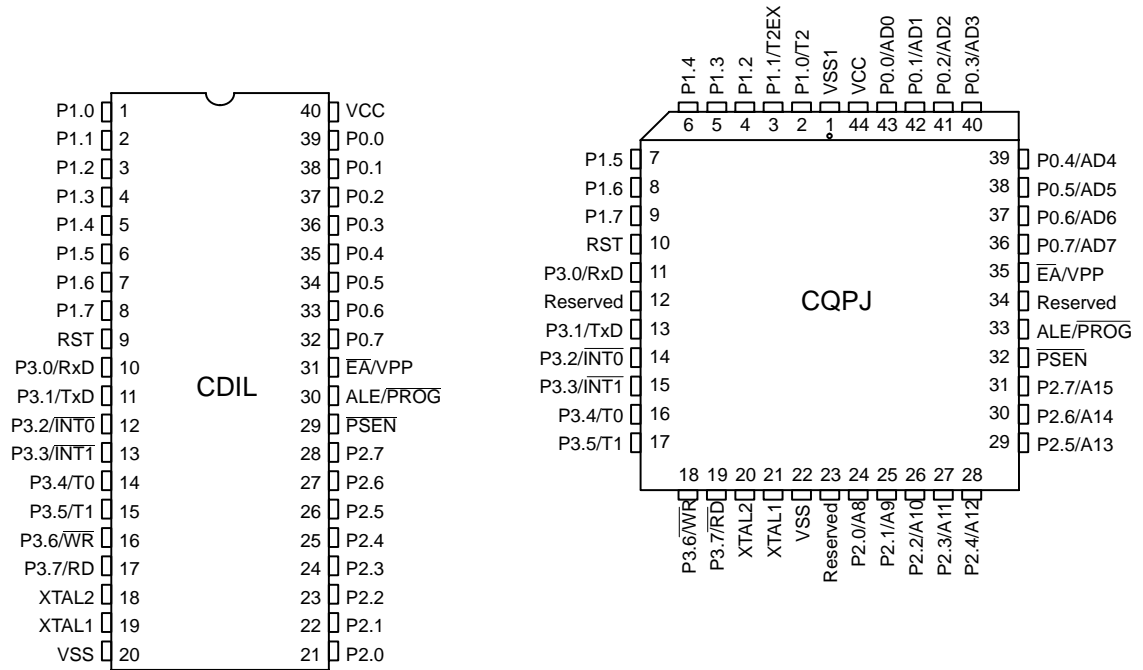 P1.0 1 40 VCC
P1.1 2 39 P0.0
P1.2 3 38 P0.1
P1.3 4 37 P0.2
P1.4 5 36 P0.3
P1.5 6 35 P0.4
P1.6 7 34 P0.5
P1.7 8 33 P0.6
RST 9 32 P0.7
P3.0/RxD 10 31 E̅A̅/VPP
CDIL
P3.1/TxD 11 30 ALE/P̅R̅O̅G̅
P3.2/I̅N̅T̅0̅ 12 29 P̅S̅E̅N̅
P3.3/I̅N̅T̅1̅ 13 28 P2.7
P3.4/T0 14 27 P2.6
P3.5/T1 15 26 P2.5
P3.6/W̅R̅ 16 25 P2.4
P3.7/RD 17 24 P2.3
XTAL2 18 23 P2.2
XTAL1 19 22 P2.1
VSS 20 21 P2.0
P1.4
P1.3
P1.2
P1.1/T2EX
P1.0/T2
VSS1
VCC
P0.0/AD0
P0.1/AD1
P0.2/AD2
P0.3/AD3
6 5 4 3 2 1 44 43 42 41 40
P1.5 7 39 P0.4/AD4
P1.6 8 38 P0.5/AD5
P1.7 9 37 P0.6/AD6
RST 10 36 P0.7/AD7
P3.0/RxD 11 35 E̅A̅/VPP
Reserved 12 CQPJ 34 Reserved
P3.1/TxD 13 33 ALE/P̅R̅O̅G̅
P3.2/I̅N̅T̅0̅ 14 32 P̅S̅E̅N̅
P3.3/I̅N̅T̅1̅ 15 31 P2.7/A15
P3.4/T0 16 30 P2.6/A14
P3.5/T1 17 29 P2.5/A13
18 19 20 21 22 23 24 25 26 27 28
P3.6/W̅R̅
P3.7/R̅D̅
XTAL2
XTAL1
VSS
Reserved
P2.0/A8
P2.1/A9
P2.2/A10
P2.3/A11
P2.4/A12